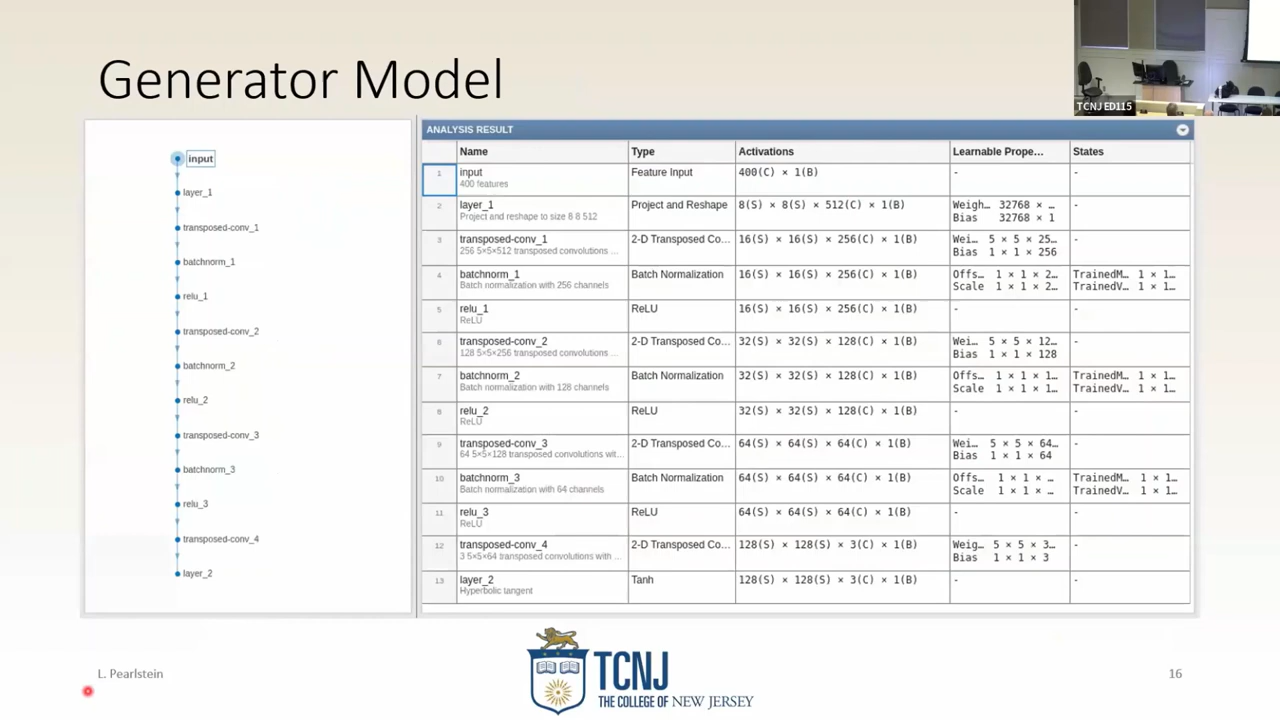 Generator Model
TCNJ ED115
input
layer_1
transposed-conv_1
batchnorm_1
relu_1
transposed-conv_2
batchnorm_2
relu_2
transposed-conv_3
batchnorm_3
relu_3
transposed-conv_4
layer_2
ANALYSIS RESULT
Name Type Activations Learnable Prope… States
1 input Feature Input 400(C) × 1(B) - -
400 features
2 layer_1 Project and Reshape 8(S) × 8(S) × 512(C) × 1(B) Weigh… 32768 × … -
Project and reshape to size 8 8 512 Bias 32768 × 1
3 transposed-conv_1 2-D Transposed Co… 16(S) × 16(S) × 256(C) × 1(B) Wei… 5 × 5 × 25… -
256 5×5×512 transposed convolutions … Bias 1 × 1 × 256
4 batchnorm_1 Batch Normalization 16(S) × 16(S) × 256(C) × 1(B) Offs… 1 × 1 × 2… TrainedM… 1 × 1…
Batch normalization with 256 channels Scale 1 × 1 × 2… TrainedV… 1 × 1…
5 relu_1 ReLU 16(S) × 16(S) × 256(C) × 1(B) - -
ReLU
6 transposed-conv_2 2-D Transposed Co… 32(S) × 32(S) × 128(C) × 1(B) Wei… 5 × 5 × 12… -
128 5×5×256 transposed convolutions … Bias 1 × 1 × 128
7 batchnorm_2 Batch Normalization 32(S) × 32(S) × 128(C) × 1(B) Offs… 1 × 1 × 1… TrainedM… 1 × 1…
Batch normalization with 128 channels Scale 1 × 1 × 1… TrainedV… 1 × 1…
8 relu_2 ReLU 32(S) × 32(S) × 128(C) × 1(B) - -
ReLU
9 transposed-conv_3 2-D Transposed Co… 64(S) × 64(S) × 64(C) × 1(B) Wei… 5 × 5 × 64… -
64 5×5×128 transposed convolutions wit… Bias 1 × 1 × 64
10 batchnorm_3 Batch Normalization 64(S) × 64(S) × 64(C) × 1(B) Offs… 1 × 1 × … TrainedM… 1 × 1…
Batch normalization with 64 channels Scale 1 × 1 × … TrainedV… 1 × 1…
11 relu_3 ReLU 64(S) × 64(S) × 64(C) × 1(B) - -
ReLU
12 transposed-conv_4 2-D Transposed Co… 128(S) × 128(S) × 3(C) × 1(B) Weig… 5 × 5 × 3… -
3 5×5×64 transposed convolutions with … Bias 1 × 1 × 3
13 layer_2 Tanh 128(S) × 128(S) × 3(C) × 1(B) - -
Hyperbolic tangent
L. Pearlstein
TCNJ
THE COLLEGE OF NEW JERSEY
16